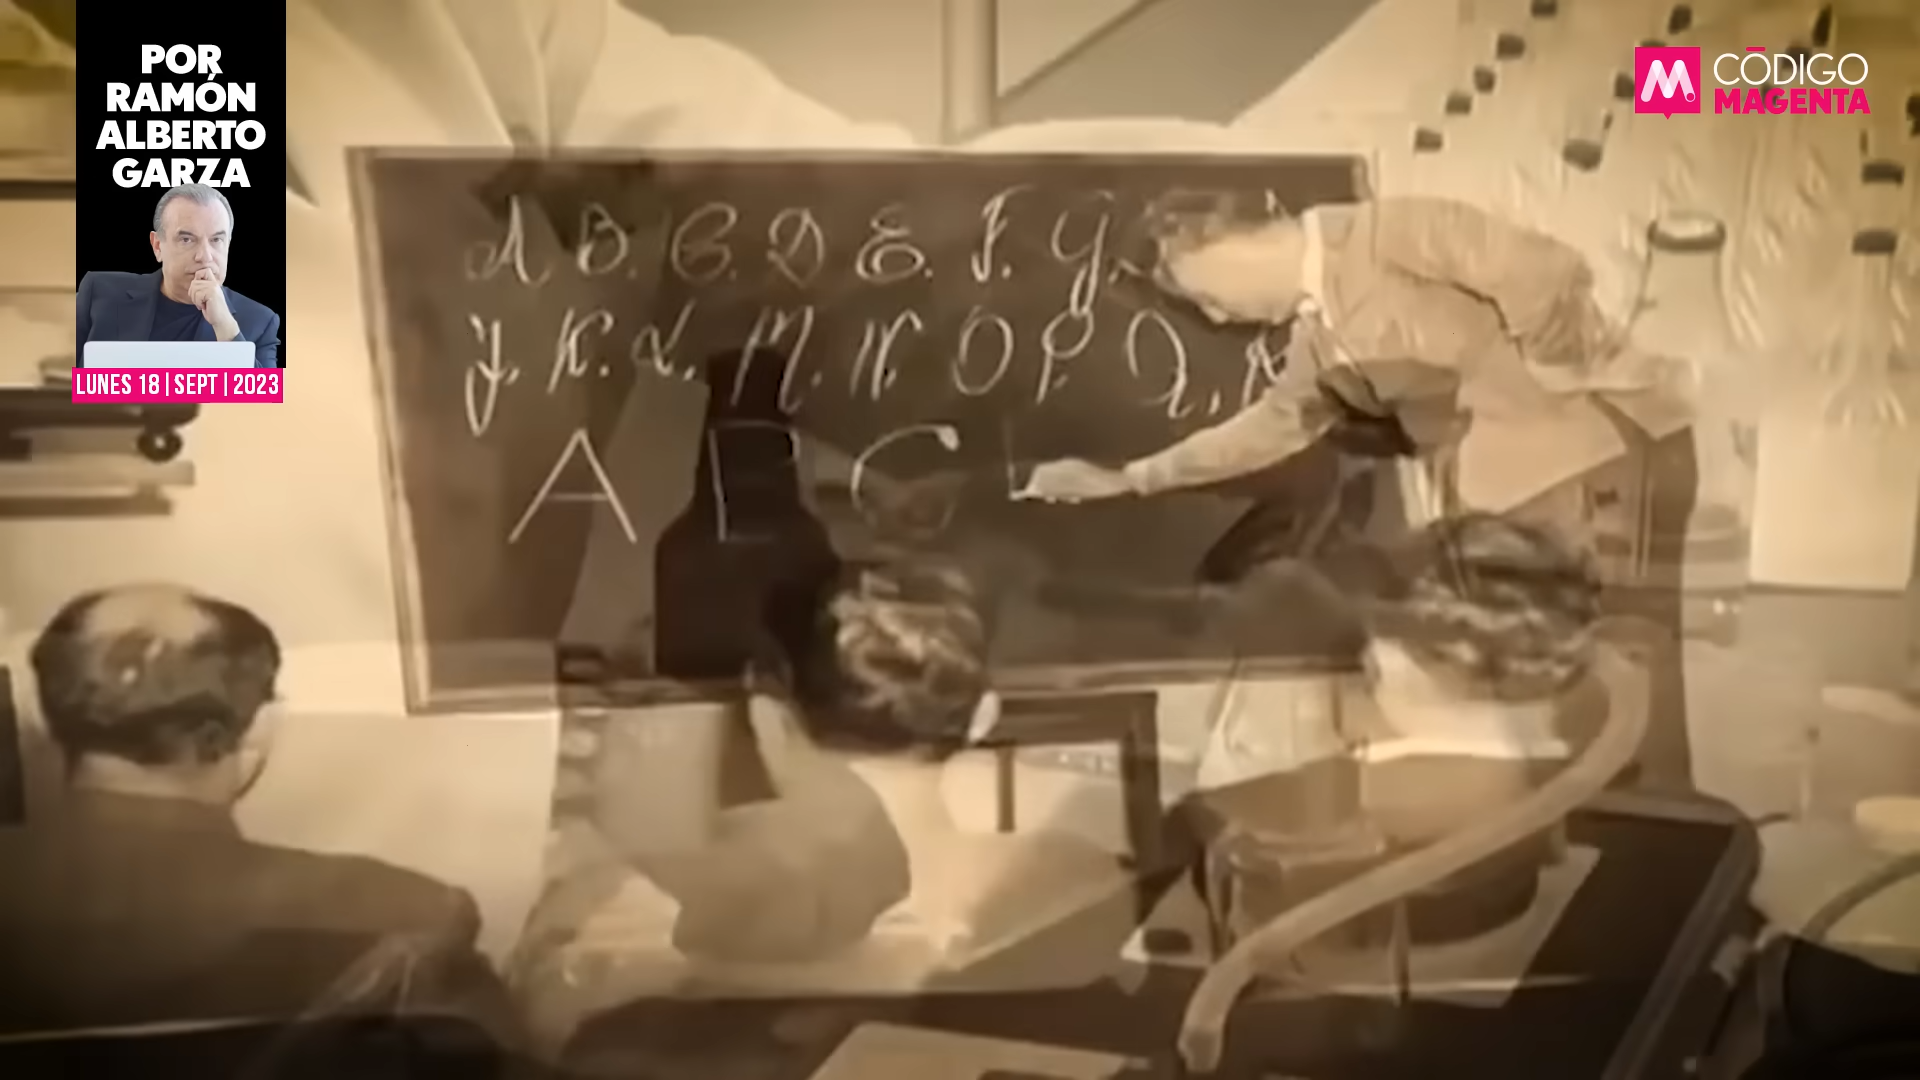 POR
RAMÓN
ALBERTO
GARZA
LUNES 18 | SEPT | 2023
CÓDIGO
MAGENTA
A B. C. D E. F. G.
J. K. L. M. N. O P. Q. R
A B C